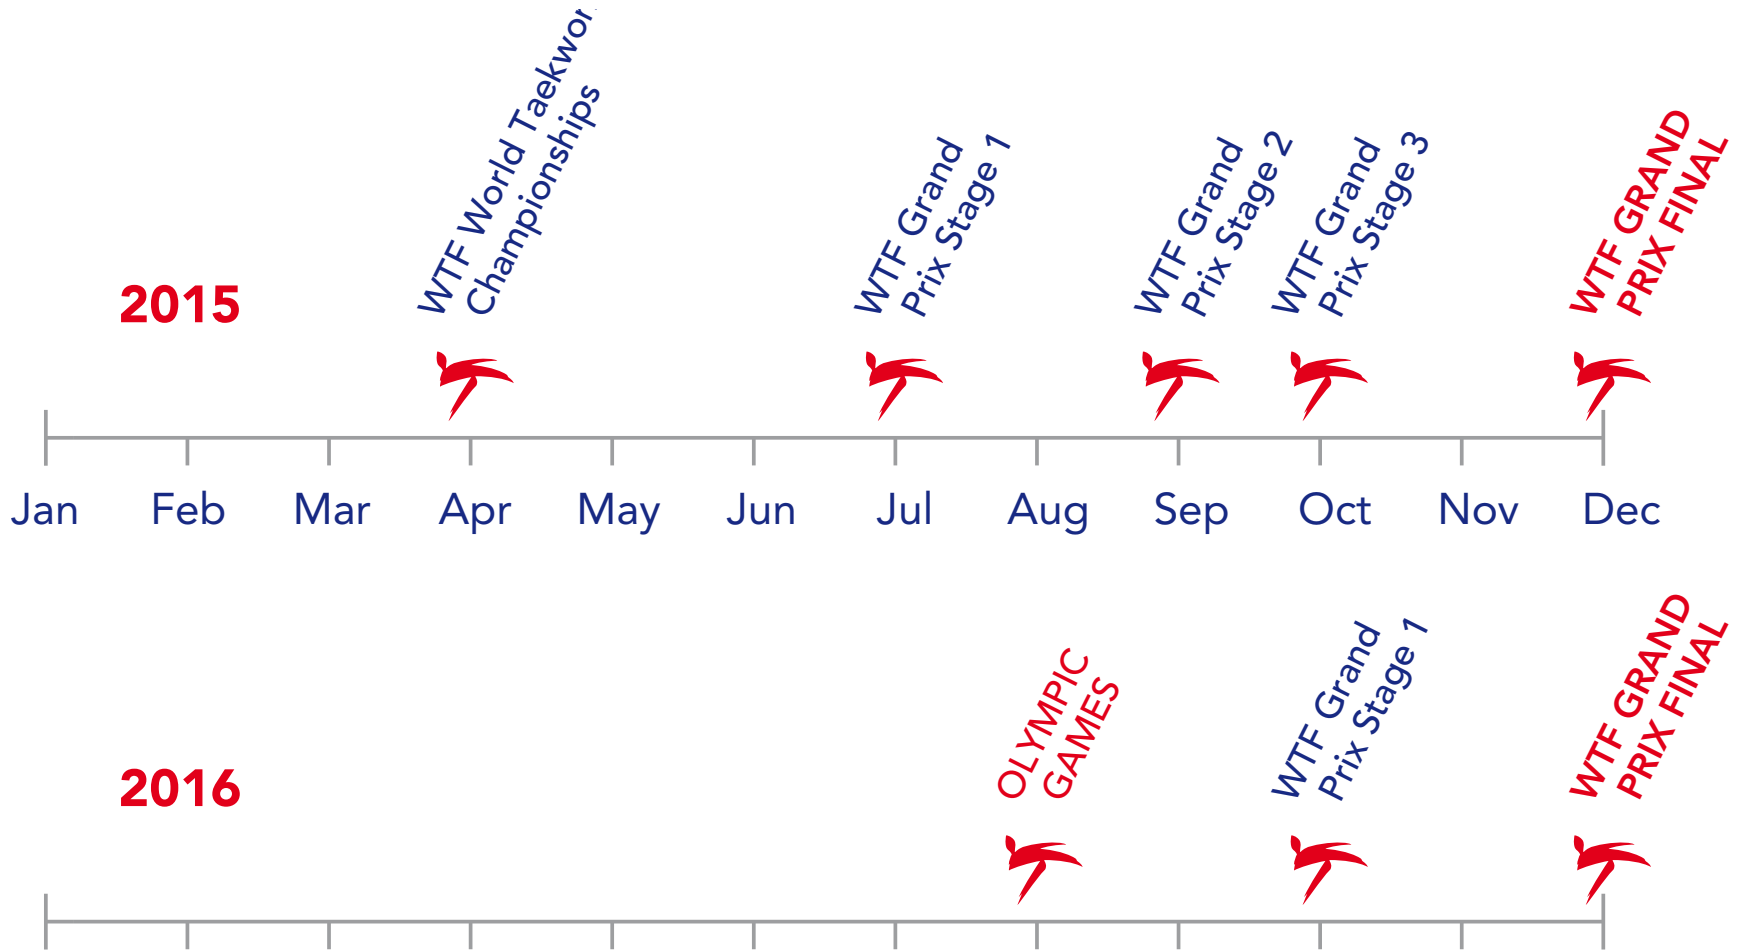 WTF World
Championships
WTF Grand
Prix Stage 1
WTF Grand
Prix Stage 2
WTF Grand
Prix Stage 3
WTF GRAND
PRIX FINAL
2015
Jan Feb Mar Apr May Jun Jul Aug Sep Oct Nov Dec
OLYMPIC
GAMES
WTF Grand
Prix Stage 1
WTF GRAND
PRIX FINAL
2016